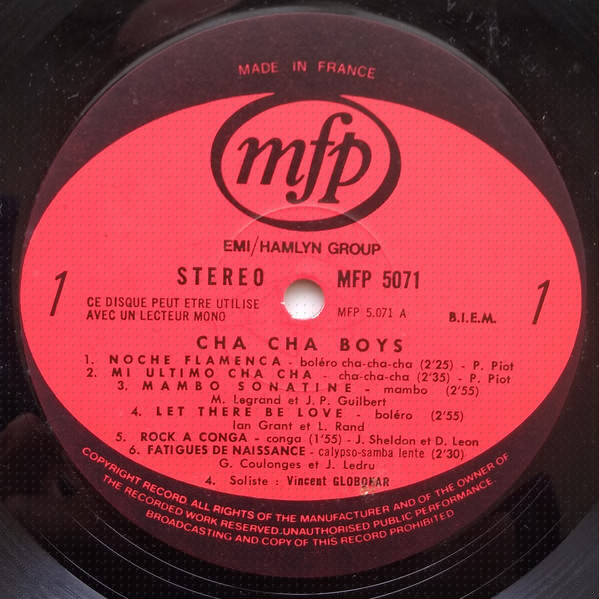 MADE IN FRANCE
mfp
EMI/HAMLYN GROUP
STEREO MFP 5071
1 1
CE DISQUE PEUT ETRE UTILISE
AVEC UN LECTEUR MONO
MFP 5.071 A B.I.E.M.
CHA CHA BOYS
1. NOCHE FLAMENCA - boléro cha-cha-cha (2'25) - P. Piot
2. MI ULTIMO CHA CHA - cha-cha-cha (2'35) - P. Piot
3. MAMBO SONATINE - mambo (2'55)
M. Legrand et J.P. Guilbert
4. LET THERE BE LOVE - boléro (2'55)
Ian Grant et L. Rand
5. ROCK A CONGA - conga (1'55) - J. Sheldon et D. Leon
6. FATIGUES DE NAISSANCE - calypso-samba lente (2'30)
G. Coulonges et J. Ledru
4. Soliste : Vincent GLOBOKAR
COPYRIGHT RECORD. ALL RIGHTS OF THE MANUFACTURER AND OF THE OWNER OF
THE RECORDED WORK RESERVED.UNAUTHORISED PUBLIC PERFORMANCE.
BROADCASTING AND COPY OF THIS RECORD PROHIBITED